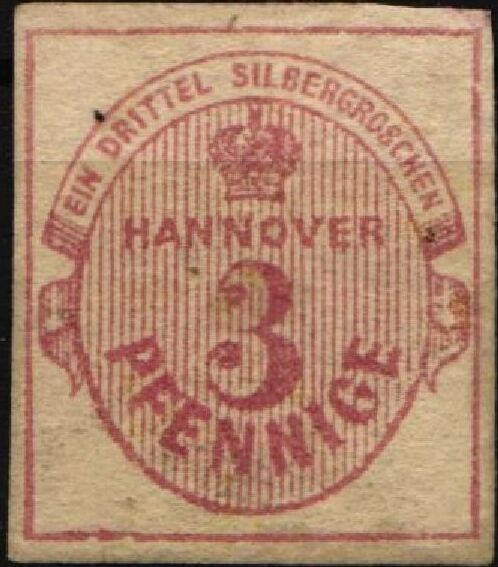 EIN DRITTEL SILBERGROSCHEN
HANNOVER
3
PFENNIGE